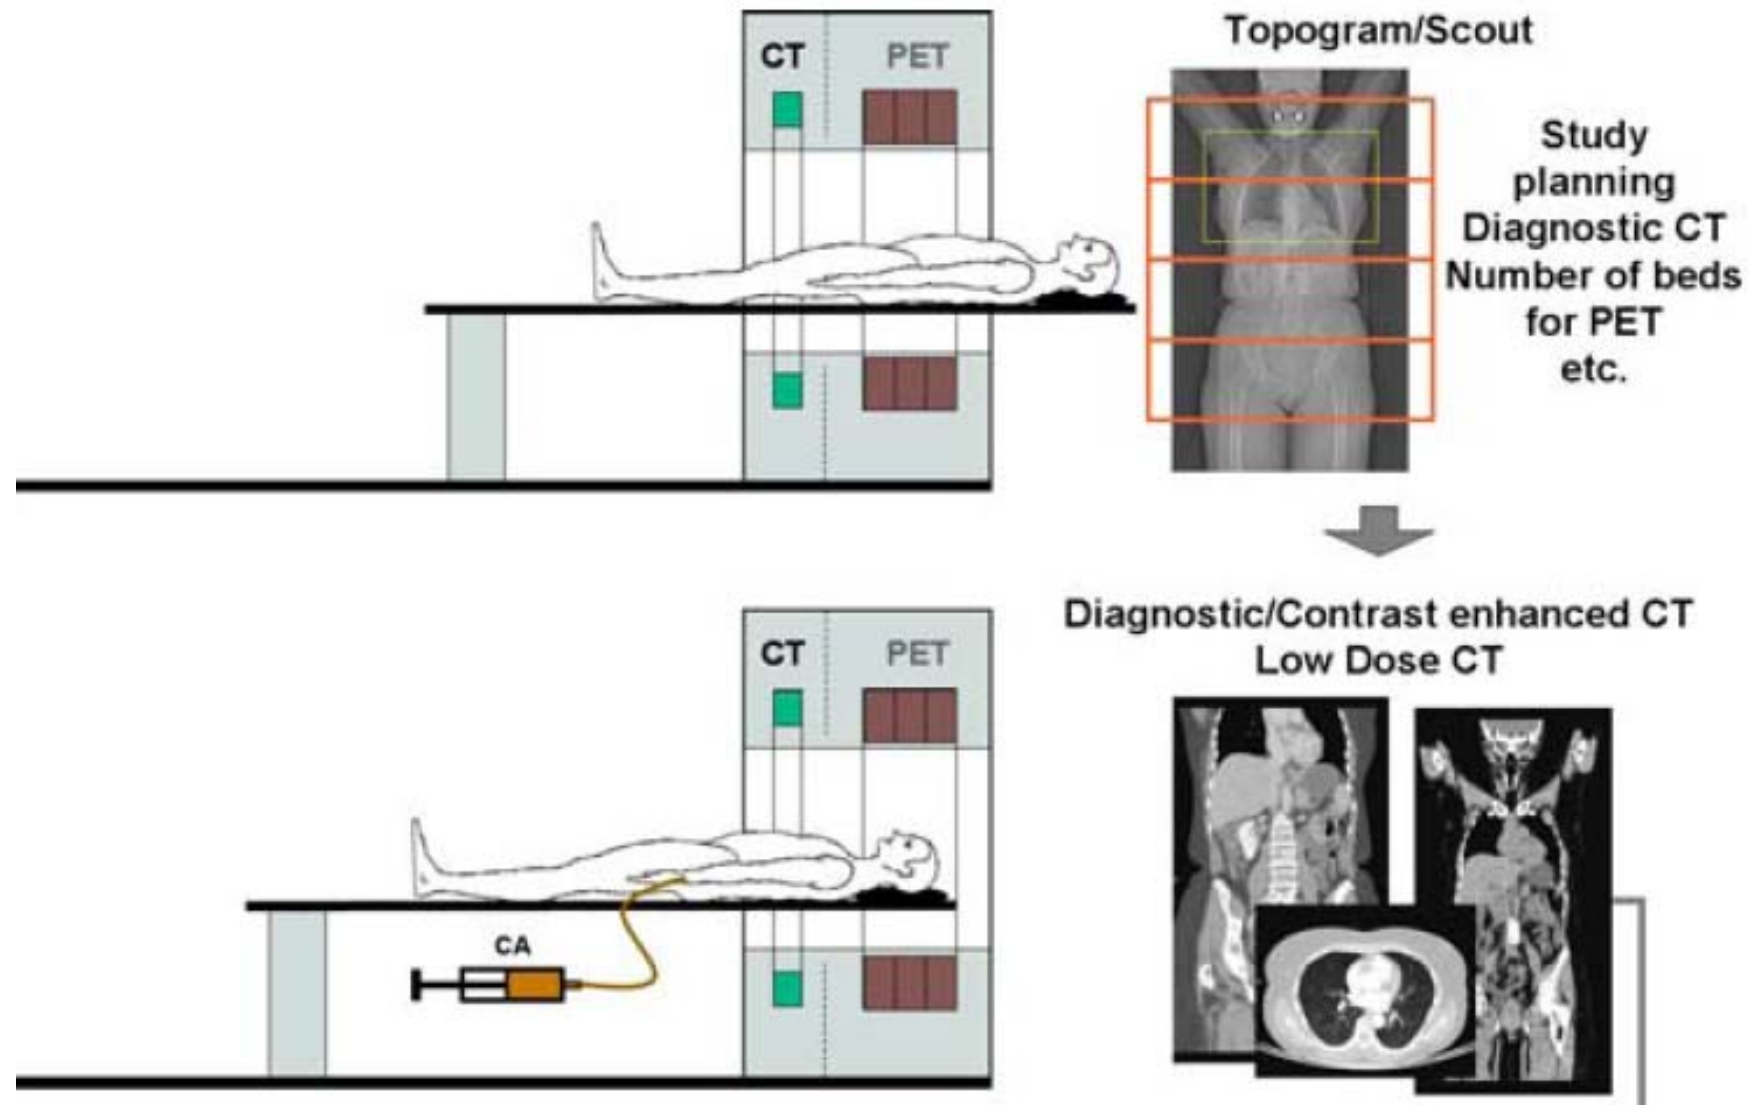 CT PET
Topogram/Scout
Study
planning
Diagnostic CT
Number of beds
for PET
etc.
CT PET
Diagnostic/Contrast enhanced CT
Low Dose CT
CA